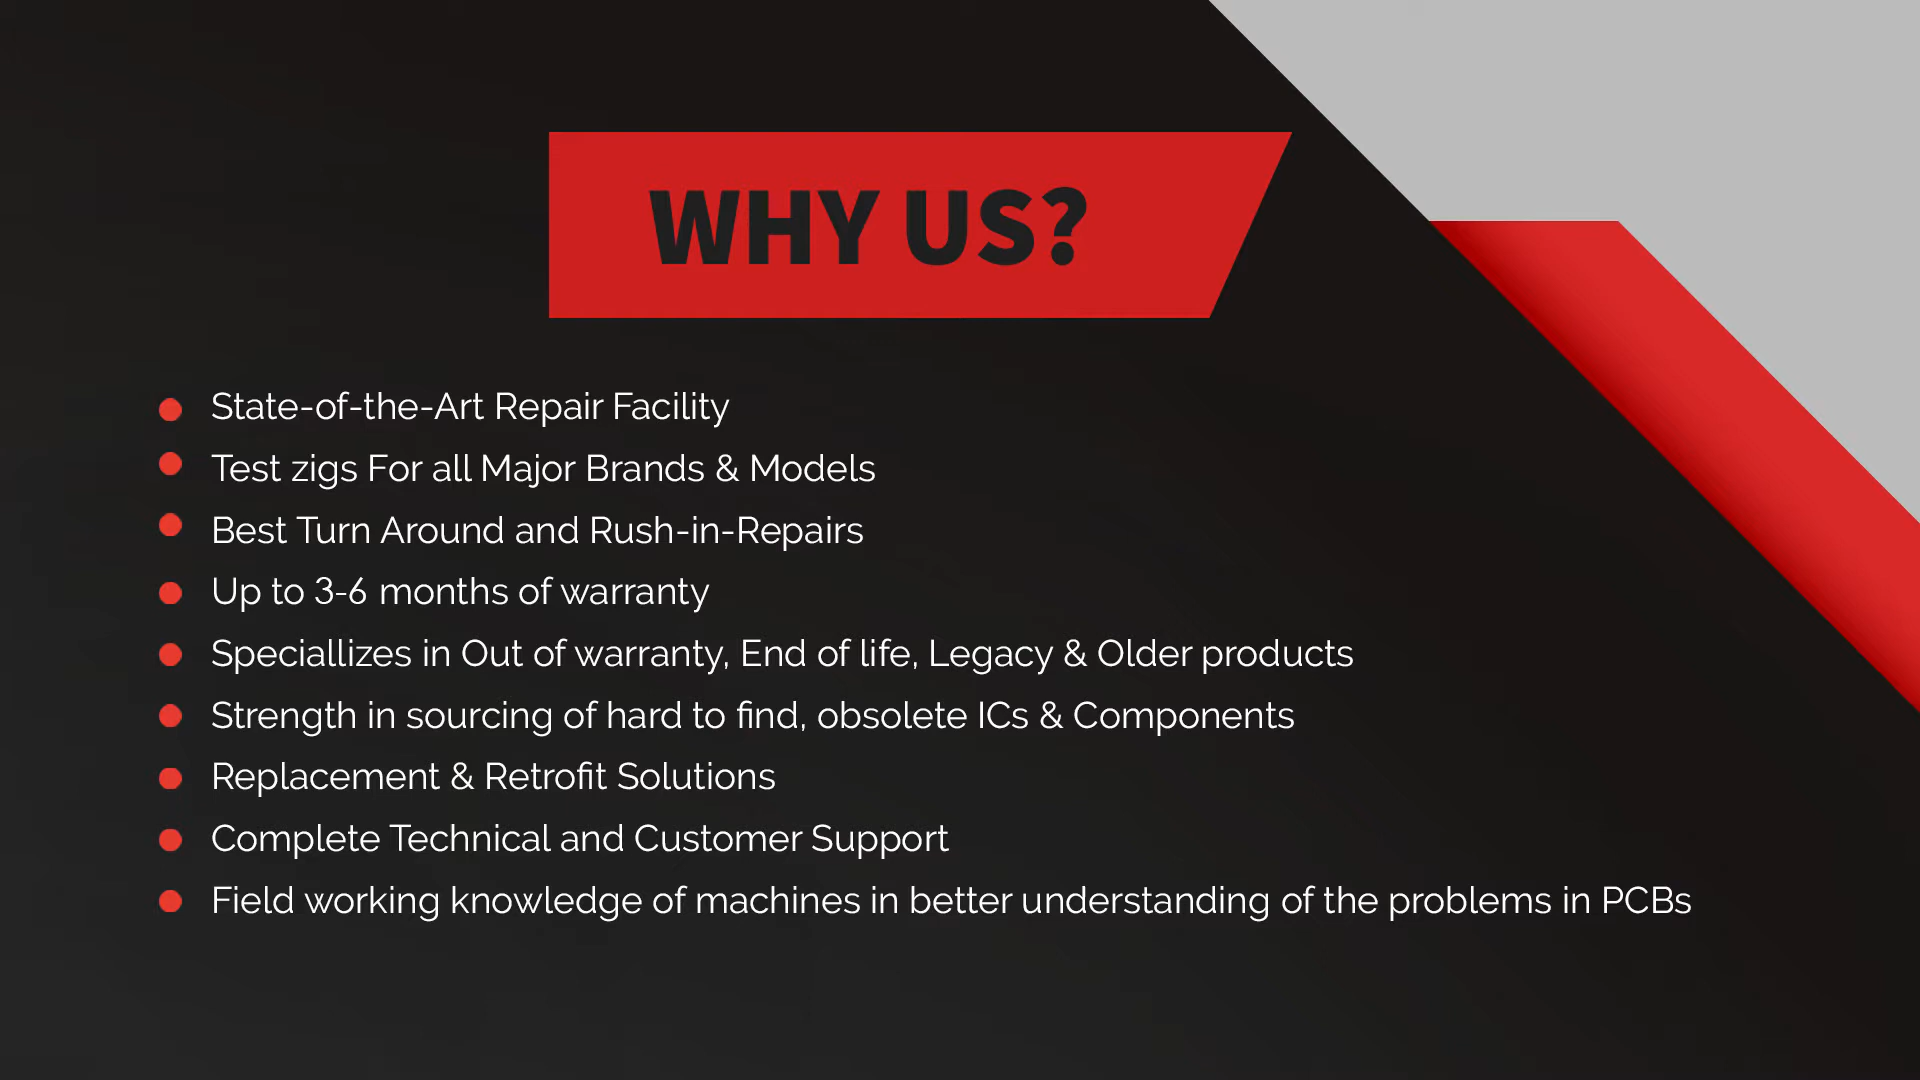 WHY US?
State-of-the-Art Repair Facility
Test zigs For all Major Brands & Models
Best Turn Around and Rush-in-Repairs
Up to 3-6 months of warranty
Speciallizes in Out of warranty, End of life, Legacy & Older products
Strength in sourcing of hard to find, obsolete ICs & Components
Replacement & Retrofit Solutions
Complete Technical and Customer Support
Field working knowledge of machines in better understanding of the problems in PCBs